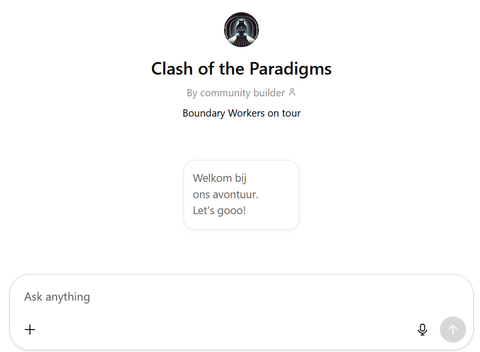 Clash of the Paradigms
By community builder
Boundary Workers on tour
Welkom bij
ons avontuur.
Let's gooo!
Ask anything